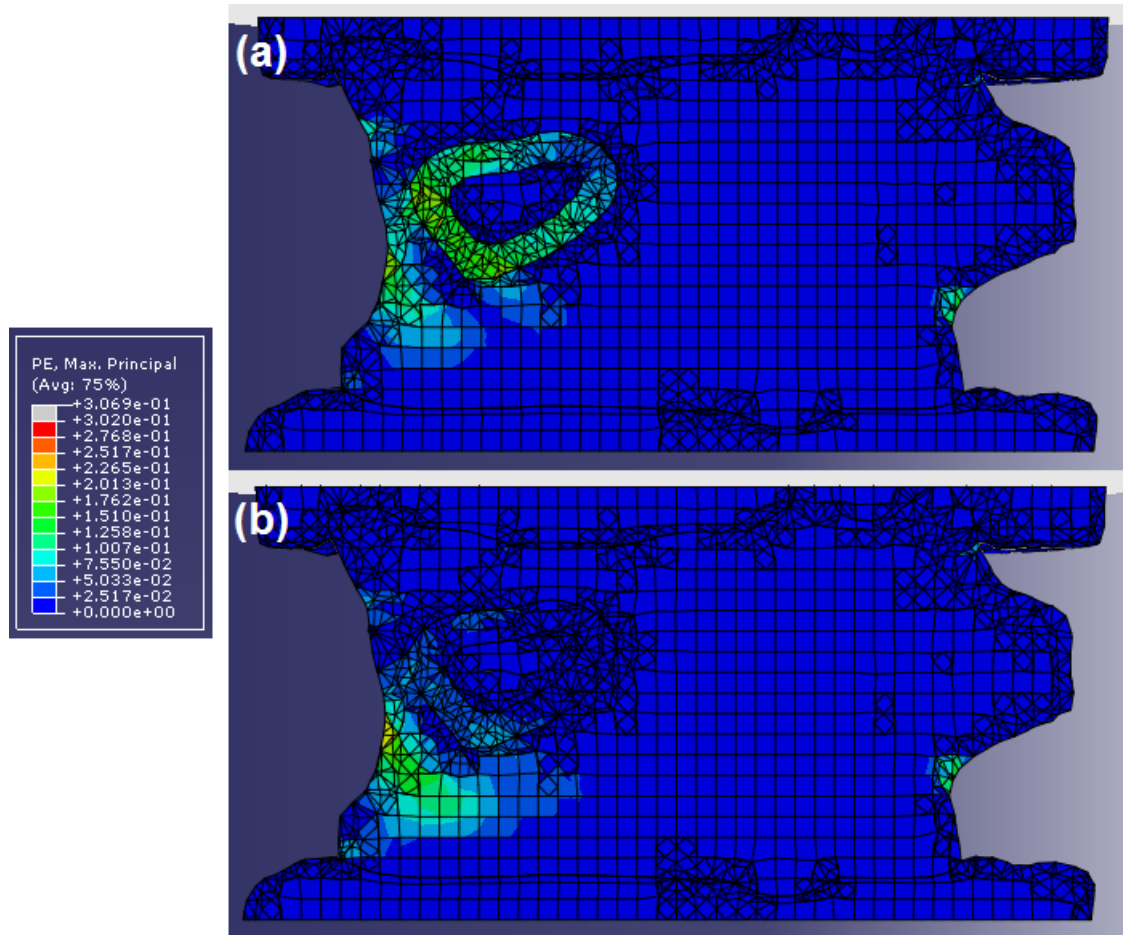 (a)
PE, Max. Principal
(Avg: 75%)
+3.069e-01
+3.020e-01
+2.768e-01
+2.517e-01
+2.265e-01
+2.013e-01
+1.762e-01
+1.510e-01
+1.258e-01
+1.007e-01
+7.550e-02
+5.033e-02
+2.517e-02
+0.000e+00
(b)